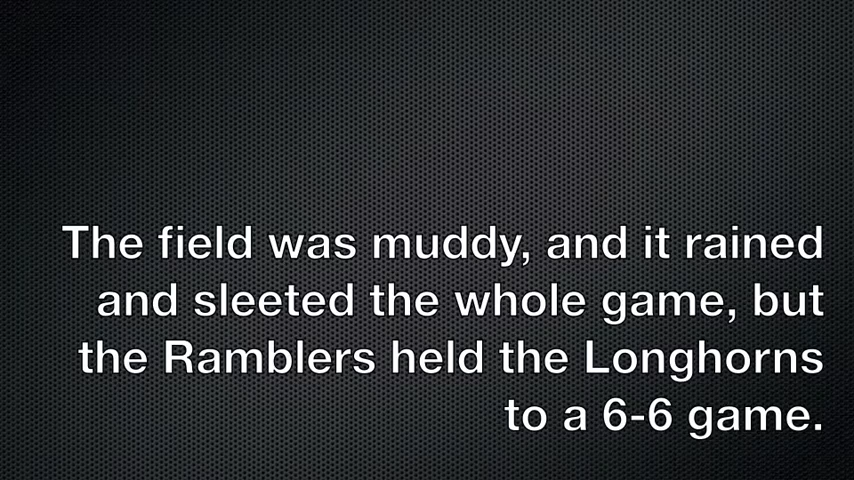 The field was muddy, and it rained
and sleeted the whole game, but
the Ramblers held the Longhorns
to a 6-6 game.